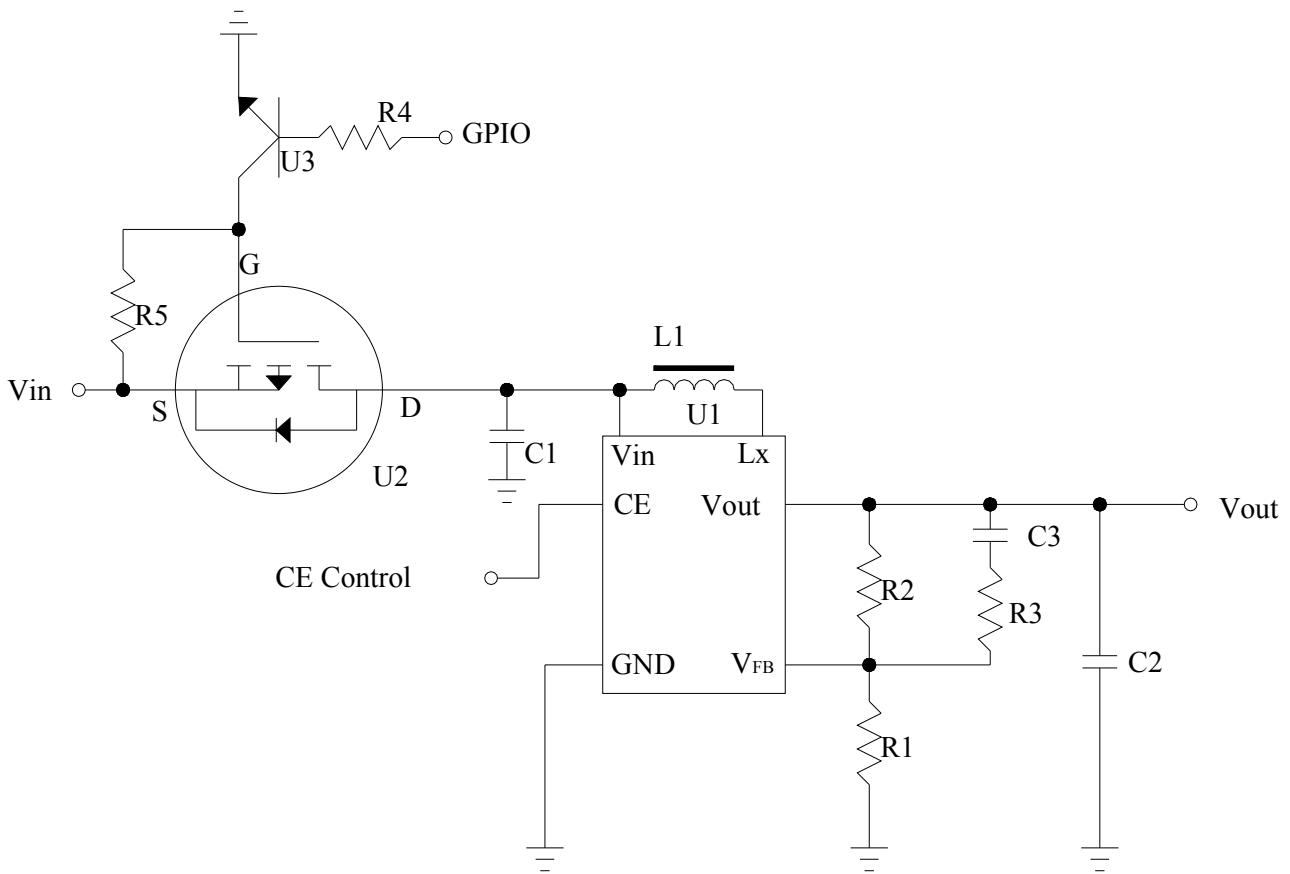 R4
GPIO
U3
G
R5
L1
Vin
S
D
U1
C1
Vin
Lx
U2
CE
Vout
Vout
C3
CE Control
R2
R3
GND
VFB
C2
R1